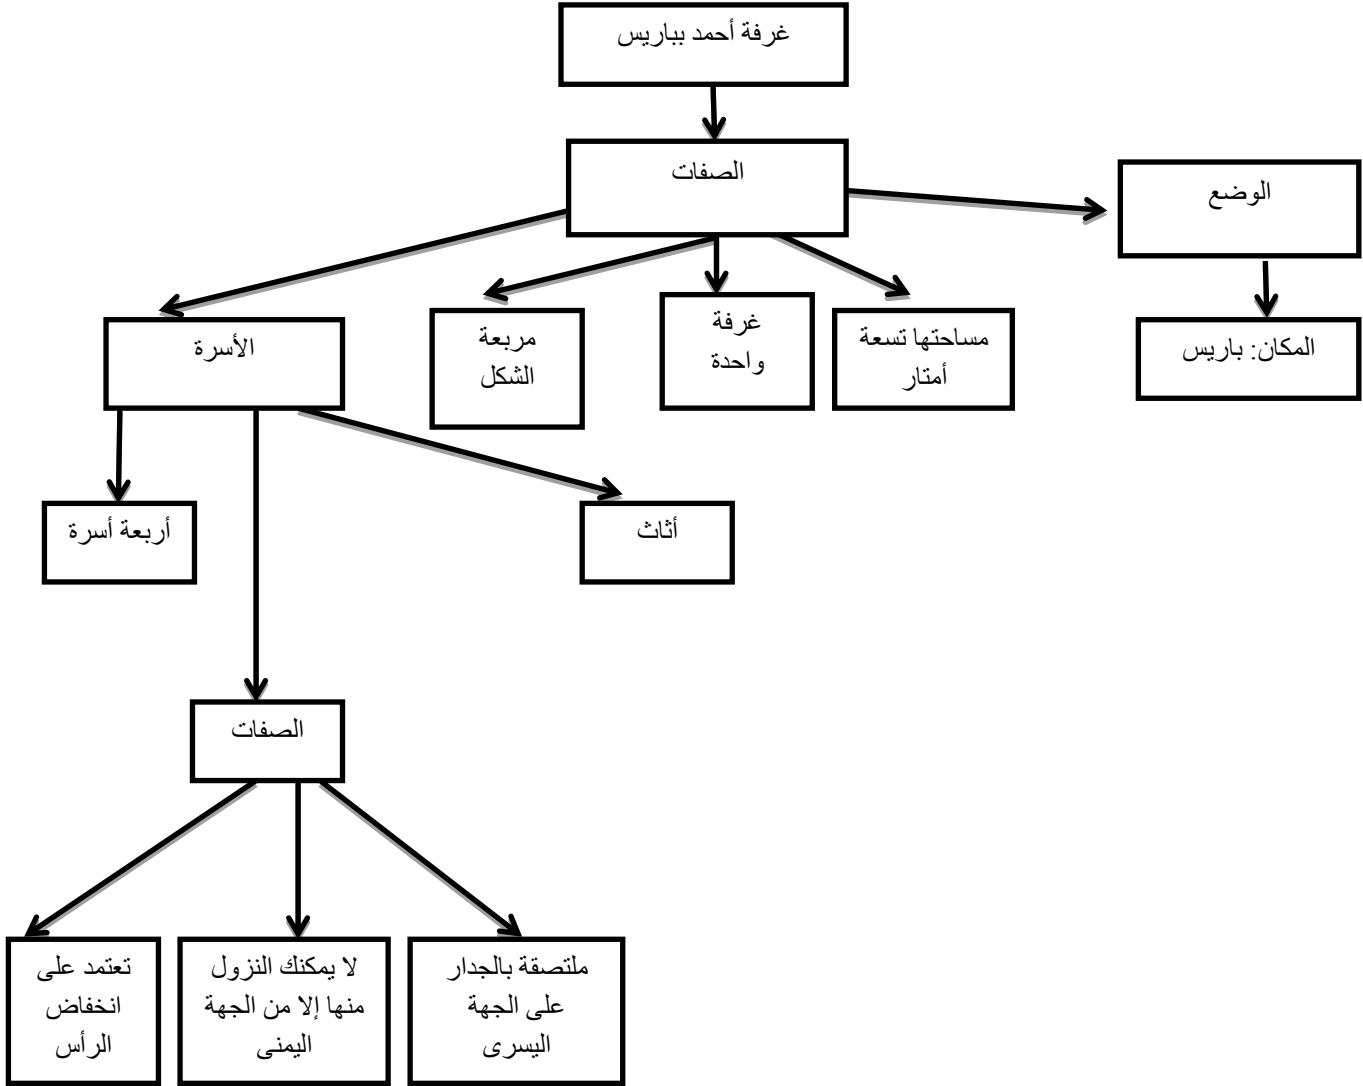 غرفة أحمد بباريس
الصفات
الوضع
المكان: باريس
مساحتها تسعة
أمتار
غرفة
واحدة
مربعة
الشكل
الأسرة
أثاث
أربعة أسرة
الصفات
ملتصقة بالجدار
على الجهة
اليسرى
لا يمكنك النزول
منها إلا من الجهة
اليمنى
تعتمد على
انخفاض
الرأس